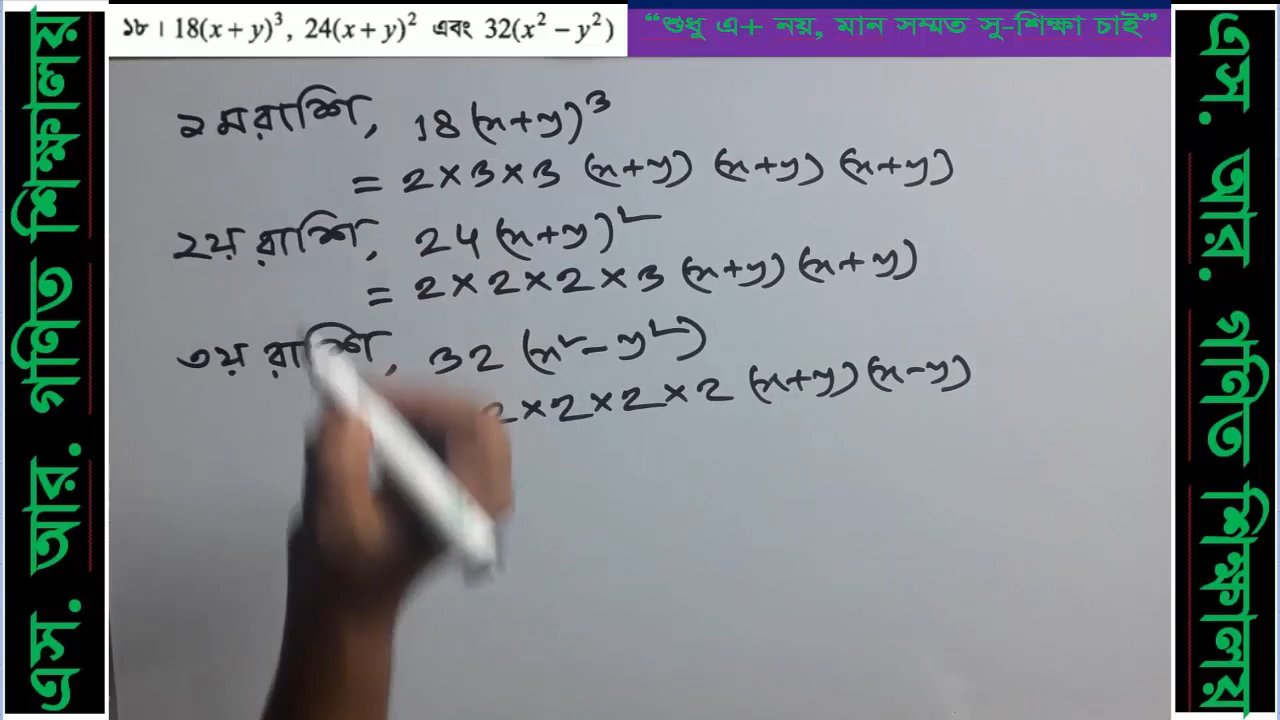 ১৮। 18(x + y)³, 24(x + y)² এবং 32(x² − y²)
“শুধু এ+ নয়, মান সম্মত সু-শিক্ষা চাই”
এস. আর. গণিত শিক্ষালয়
১ম রাশি, 18 (x+y)³
= 2×3×3 (x+y) (x+y) (x+y)
২য় রাশি, 24 (x+y)²
= 2×2×2×3 (x+y) (x+y)
৩য় রাশি, 32 (x²-y²)
2×2×2×2 (x+y) (x-y)
এস. আর. গণিত শিক্ষালয়